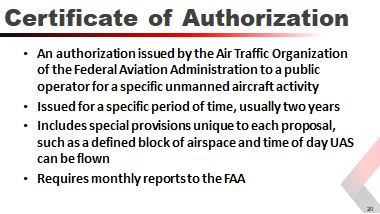 Certificate of Authorization
• An authorization issued by the Air Traffic Organization
of the Federal Aviation Administration to a public
operator for a specific unmanned aircraft activity
• Issued for a specific period of time, usually two years
• Includes special provisions unique to each proposal,
such as a defined block of airspace and time of day UAS
can be flown
• Requires monthly reports to the FAA
20